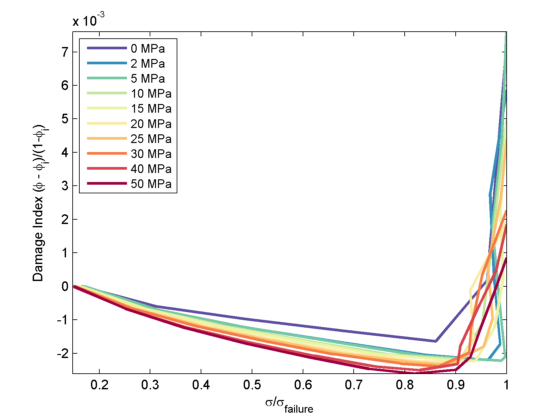 x 10⁻³
7
6
5
4
3
2
1
0
-1
-2
Damage Index (ϕ - ϕᵢ)/(1-ϕᵢ)
0 MPa
2 MPa
5 MPa
10 MPa
15 MPa
20 MPa
25 MPa
30 MPa
40 MPa
50 MPa
0.2 0.3 0.4 0.5 0.6 0.7 0.8 0.9 1
σ/σfailure